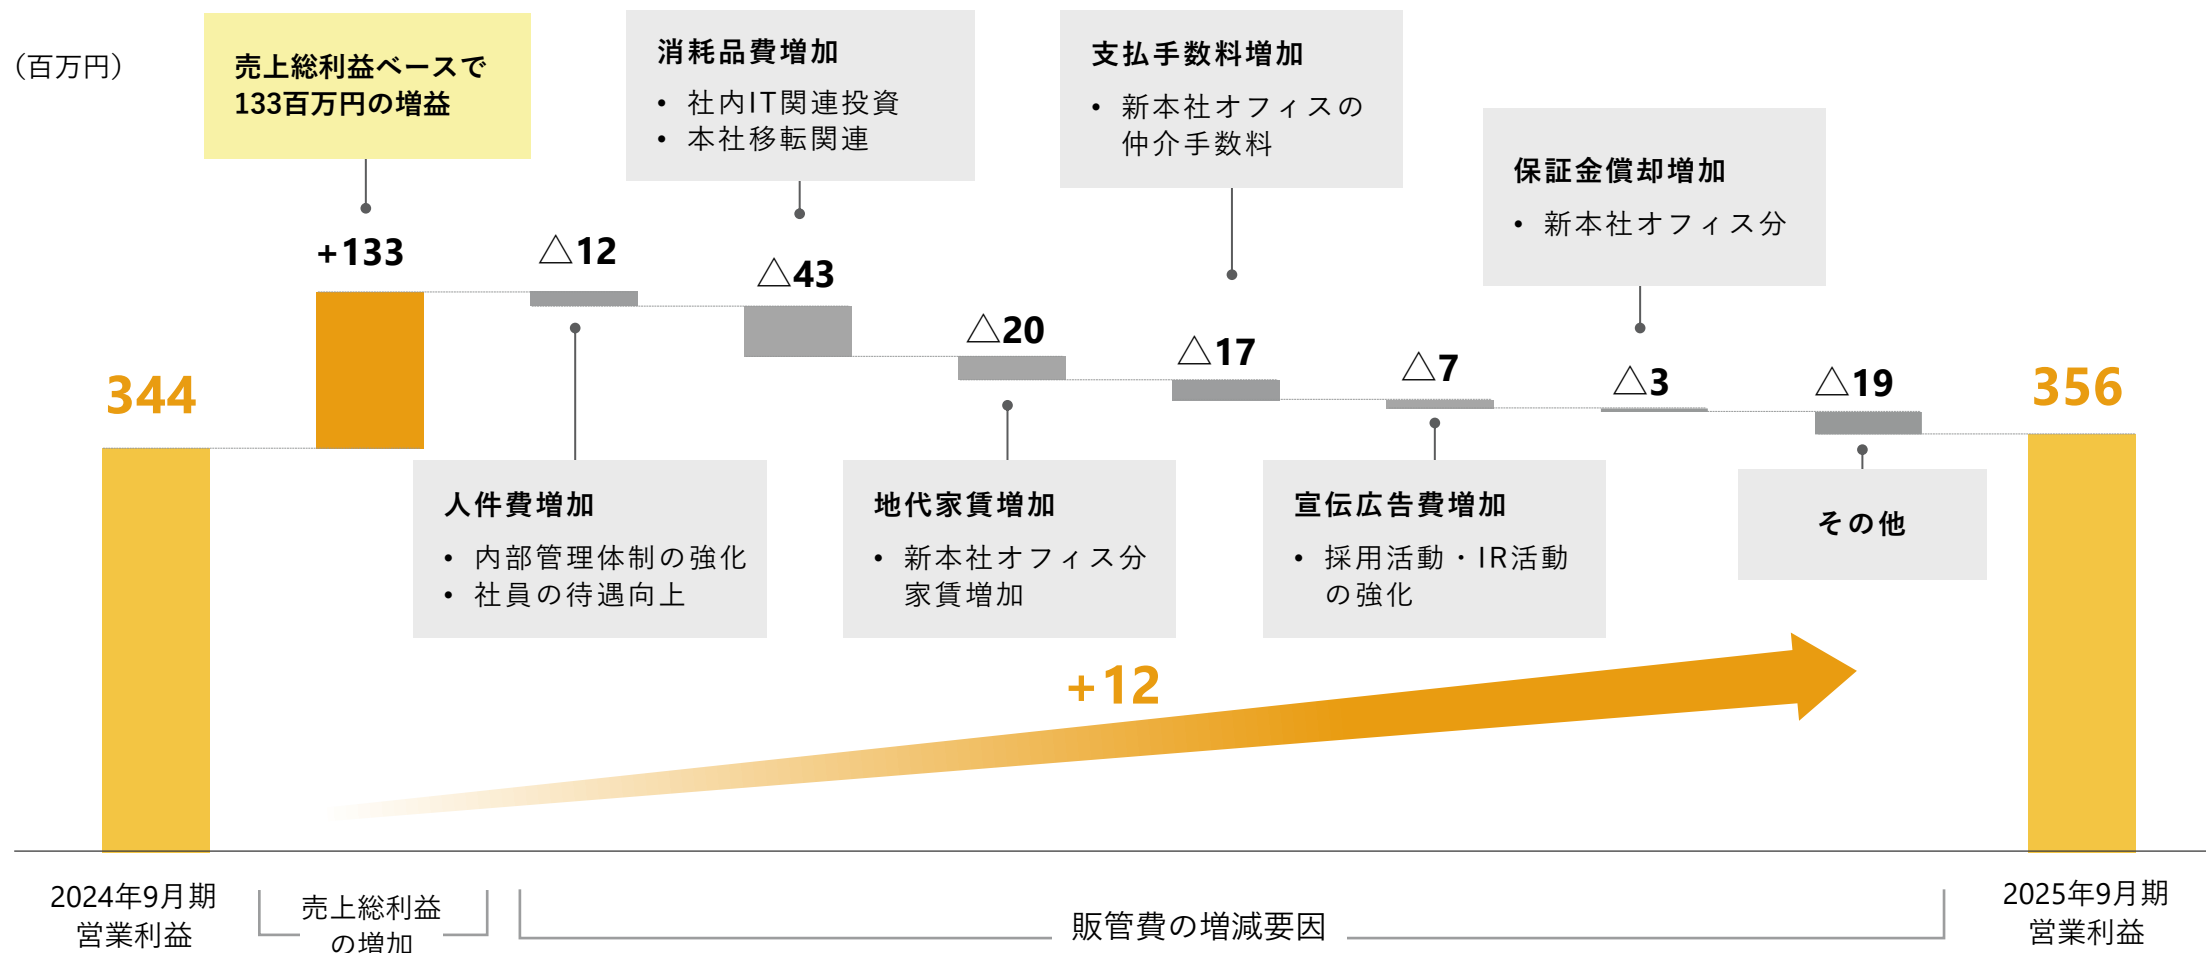 (百万円)
売上総利益ベースで
133百万円の増益
消耗品費増加
• 社内IT関連投資
• 本社移転関連
支払手数料増加
• 新本社オフィスの
仲介手数料
保証金償却増加
• 新本社オフィス分
344
+133
△12
△43
△20
△17
△7
△3
△19
356
人件費増加
• 内部管理体制の強化
• 社員の待遇向上
地代家賃増加
• 新本社オフィス分
家賃増加
宣伝広告費増加
• 採用活動・IR活動
の強化
その他
+12
2024年9月期
営業利益
売上総利益
の増加
販管費の増減要因
2025年9月期
営業利益